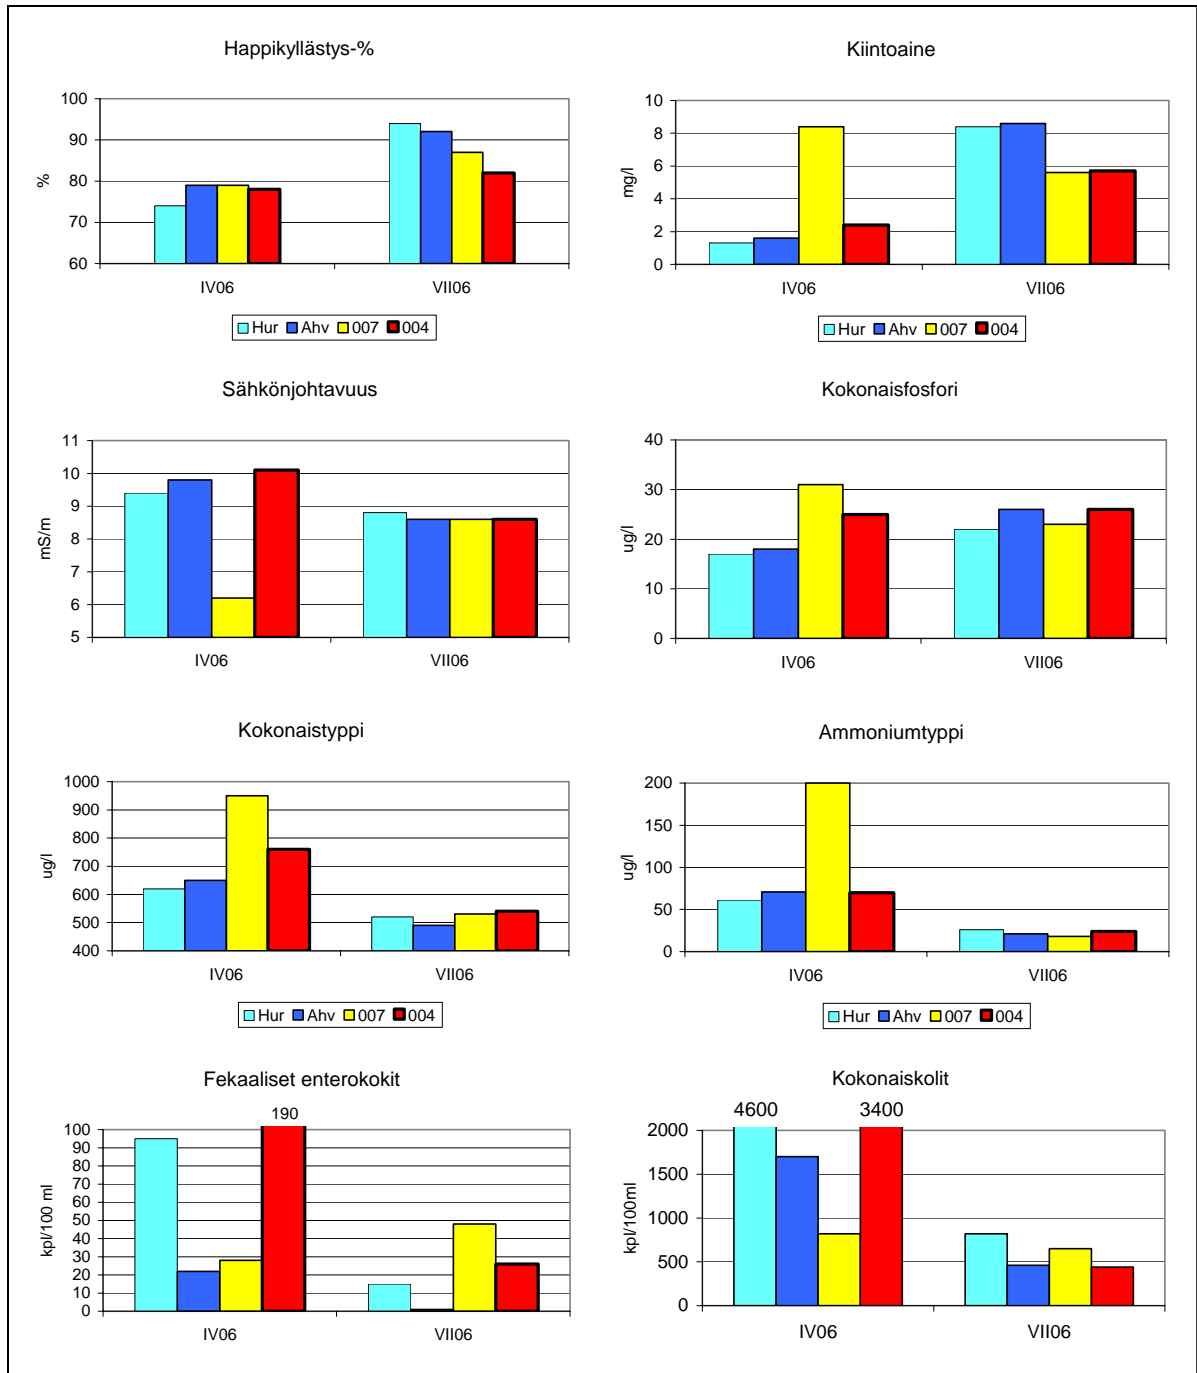 Happikyllästys-%
100
90
80
70
60
%
IV06 VII06
Hur Ahv 007 004
Kiintoaine
10
8
6
4
2
0
mg/l
IV06 VII06
Hur Ahv 007 004
Sähkönjohtavuus
11
10
9
8
7
6
5
mS/m
IV06 VII06
Kokonaisfosfori
40
30
20
10
0
ug/l
IV06 VII06
Kokonaistyppi
1000
900
800
700
600
500
400
ug/l
IV06 VII06
Hur Ahv 007 004
Ammoniumtyppi
200
150
100
50
0
ug/l
IV06 VII06
Hur Ahv 007 004
Fekaaliset enterokokit
190
100
90
80
70
60
50
40
30
20
10
0
kpl/100 ml
IV06 VII06
Kokonaiskolit
4600 3400
2000
1500
1000
500
0
kpl/100ml
IV06 VII06